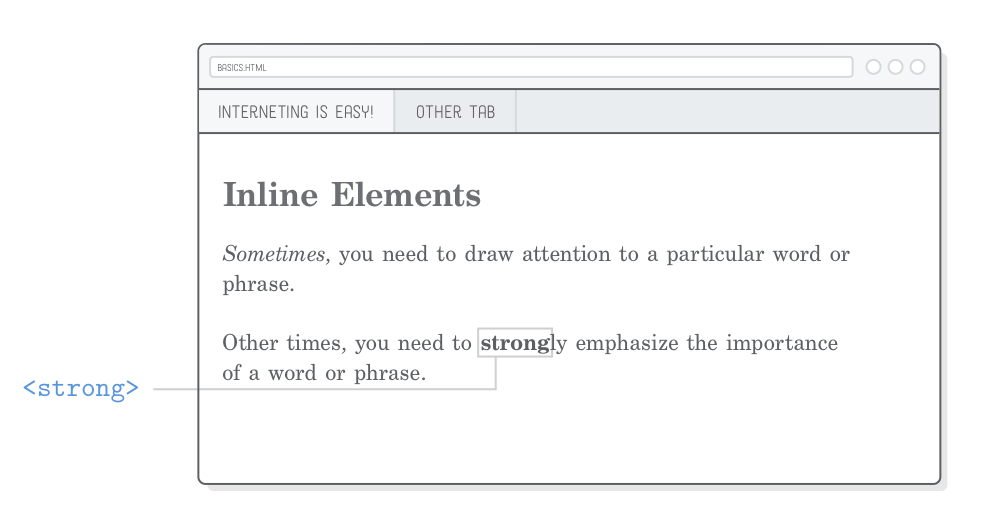 BASICS.HTML
INTERNETING IS EASY! OTHER TAB
Inline Elements
Sometimes, you need to draw attention to a particular word or
phrase.
Other times, you need to strongly emphasize the importance
of a word or phrase.
<strong>